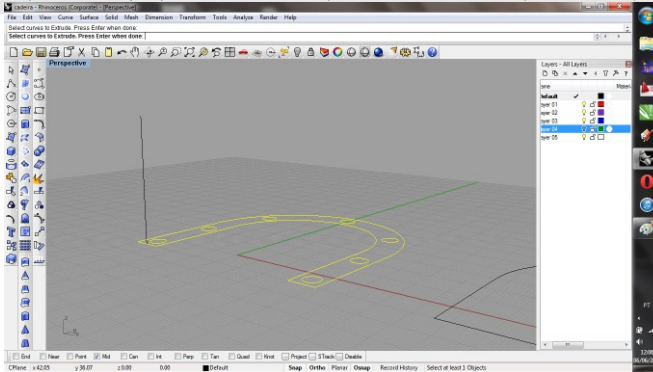 cadeira - Rhinoceros (Corporate) - [Perspective]
File Edit View Curve Surface Solid Mesh Dimension Transform Tools Analyze Render Help
Select curves to Extrude. Press Enter when done:
Select curves to Extrude. Press Enter when done:
Perspective
Layers - All Layers
ame Materi
efault
ayer 01
ayer 02
ayer 03
ayer 04
ayer 05
z
PT
End Near Point Mid Cen Int Perp Tan Quad Knot Project STrack Disable
CPlane x 42.05 y 36.07 z 0.00 0.00 Default Snap Ortho Planar Osnap Record History Select at least 1 Objects